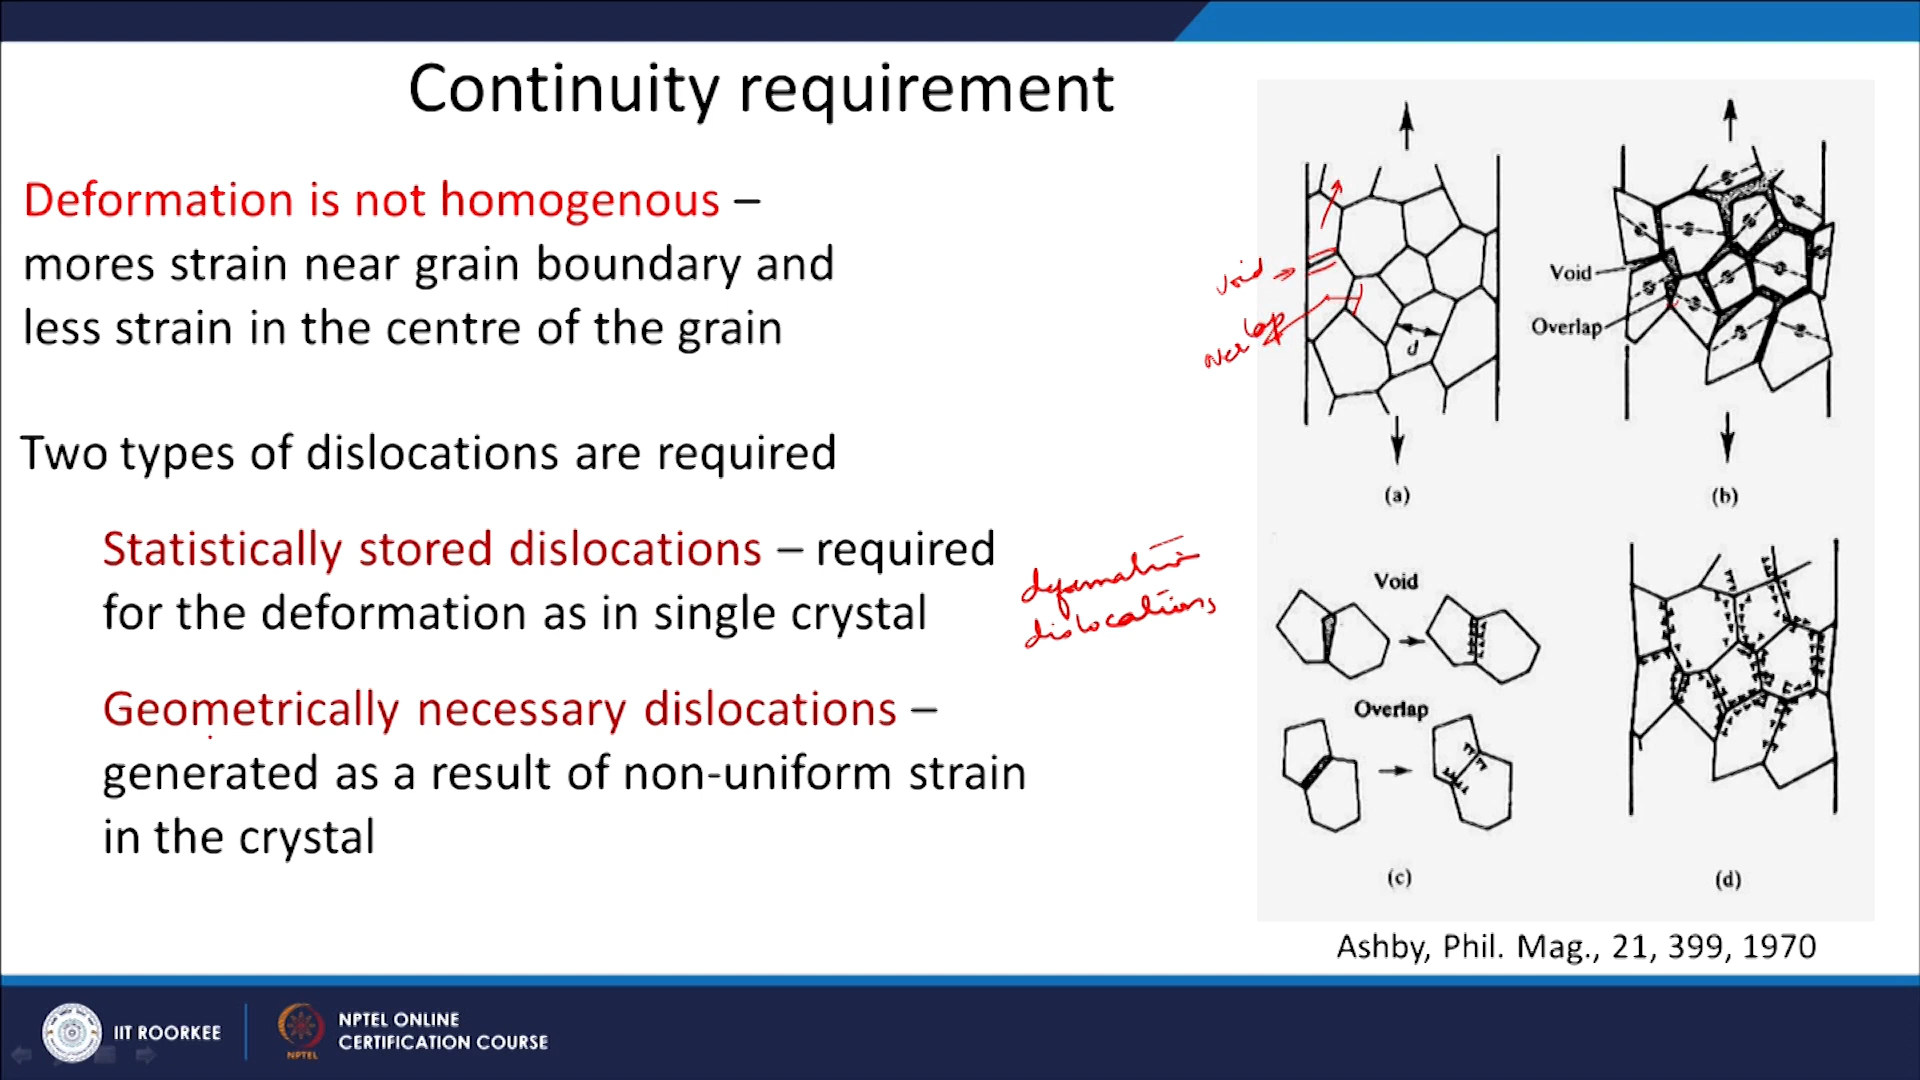 Continuity requirement
Deformation is not homogenous –
mores strain near grain boundary and
less strain in the centre of the grain
Two types of dislocations are required
Statistically stored dislocations – required
for the deformation as in single crystal
deformation
dislocations
Geometrically necessary dislocations –
generated as a result of non-uniform strain
in the crystal
void
overlap
d
(a)
Void
Overlap
(b)
Void
Overlap
(c)
(d)
Ashby, Phil. Mag., 21, 399, 1970
IIT ROORKEE
NPTEL
NPTEL ONLINE
CERTIFICATION COURSE